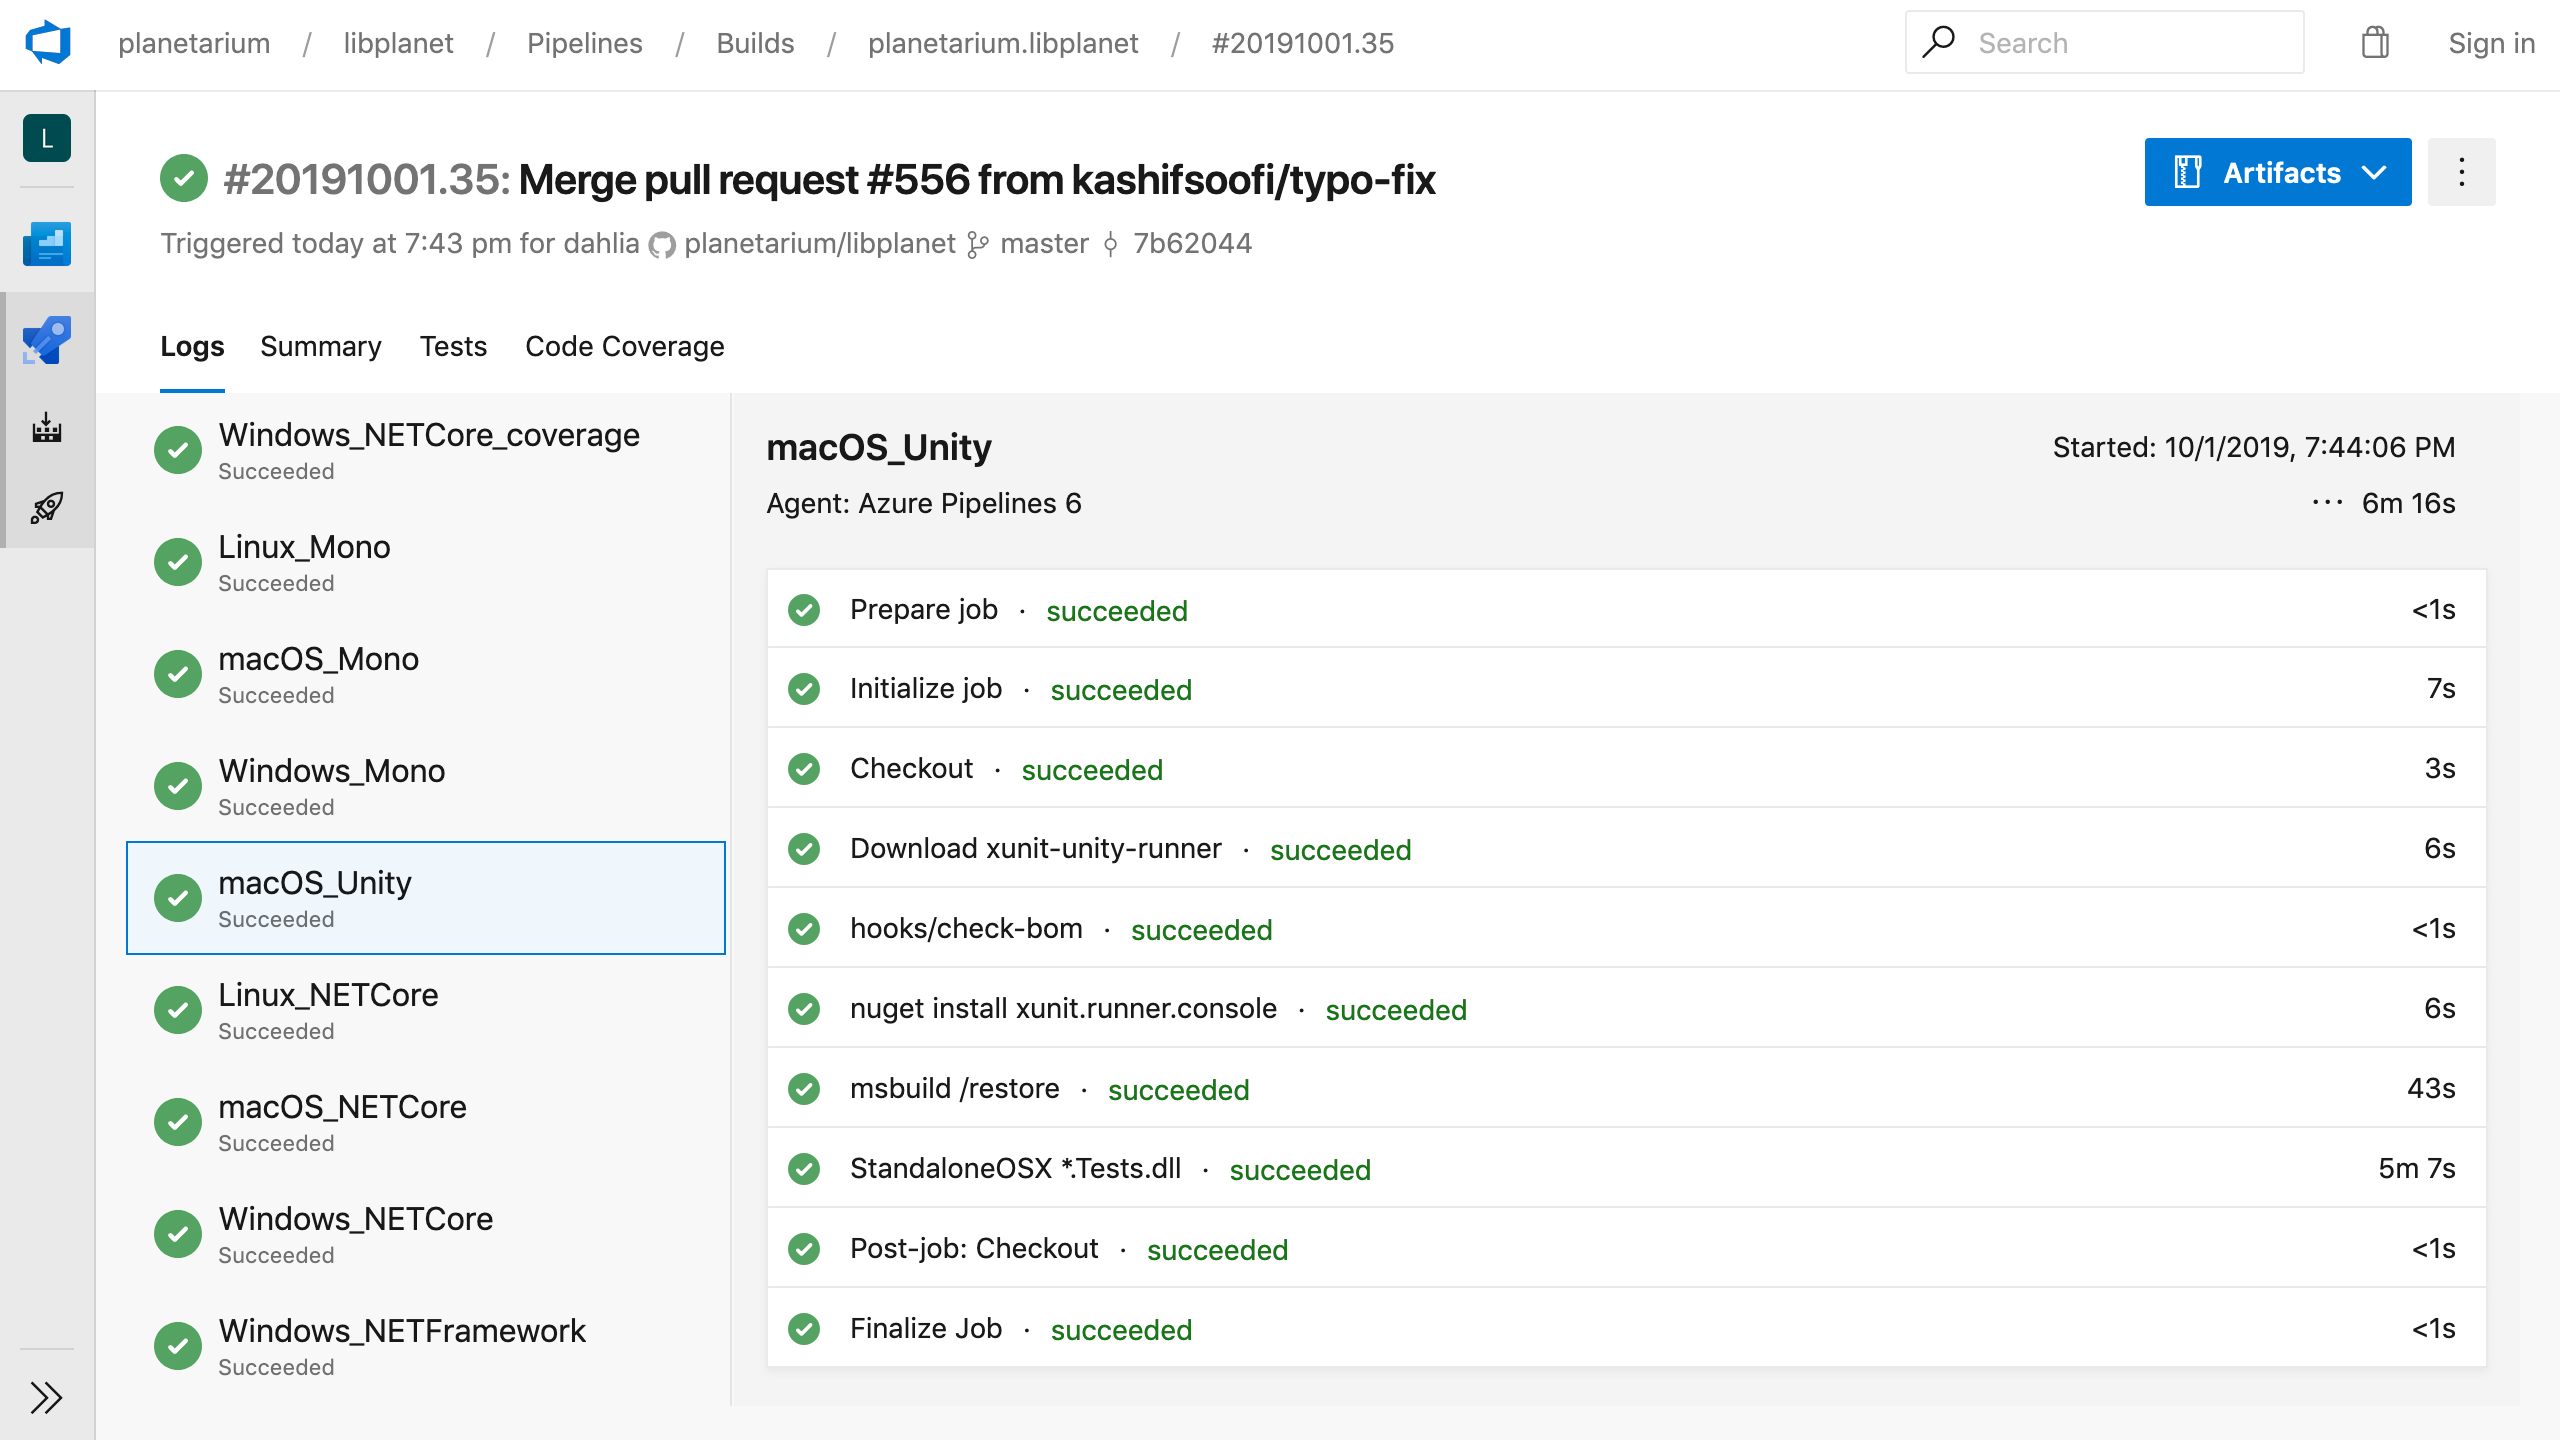 planetarium / libplanet / Pipelines / Builds / planetarium.libplanet / #20191001.35
Search
Sign in
L
#20191001.35: Merge pull request #556 from kashifsoofi/typo-fix
Artifacts
Triggered today at 7:43 pm for dahlia planetarium/libplanet master 7b62044
Logs Summary Tests Code Coverage
Windows_NETCore_coverage
Succeeded
Linux_Mono
Succeeded
macOS_Mono
Succeeded
Windows_Mono
Succeeded
macOS_Unity
Succeeded
Linux_NETCore
Succeeded
macOS_NETCore
Succeeded
Windows_NETCore
Succeeded
Windows_NETFramework
Succeeded
macOS_Unity
Started: 10/1/2019, 7:44:06 PM
Agent: Azure Pipelines 6
··· 6m 16s
Prepare job · succeeded <1s
Initialize job · succeeded 7s
Checkout · succeeded 3s
Download xunit-unity-runner · succeeded 6s
hooks/check-bom · succeeded <1s
nuget install xunit.runner.console · succeeded 6s
msbuild /restore · succeeded 43s
StandaloneOSX *.Tests.dll · succeeded 5m 7s
Post-job: Checkout · succeeded <1s
Finalize Job · succeeded <1s